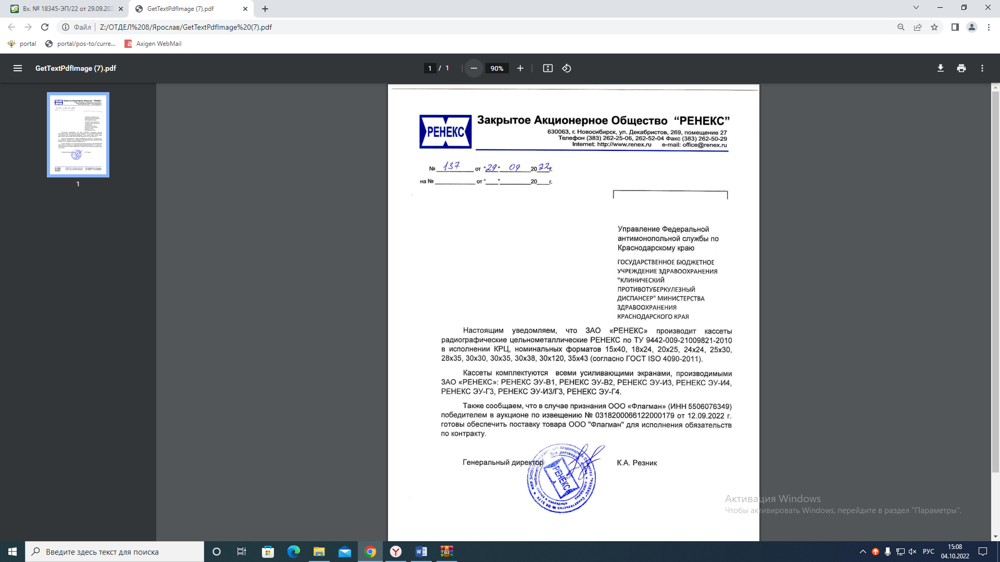 Вх. № 18345-ЭП/22 от 29.09.202
GetTextPdfImage (7).pdf
Файл
Z:/ОТДЕЛ%208/Ярослав/GetTextPdfImage%20(7).pdf
portal
portal/pos-to/curre...
Axigen WebMail
GetTextPdfImage (7).pdf
1 / 1
90%
1
РЕНЕКС
Закрытое Акционерное Общество “РЕНЕКС”
630063, г. Новосибирск, ул. Декабристов, 269, помещение 27
Телефон (383) 262-25-06, 262-52-04 Факс (383) 262-50-29
Internet: http://www.renex.ru e-mail: office@renex.ru
№ 137 от “29” 09 2022г.
на № ____________ от “____” __________ 20____г.
Управление Федеральной
антимонопольной службы по
Краснодарскому краю
ГОСУДАРСТВЕННОЕ БЮДЖЕТНОЕ
УЧРЕЖДЕНИЕ ЗДРАВООХРАНЕНИЯ
"КЛИНИЧЕСКИЙ
ПРОТИВОТУБЕРКУЛЕЗНЫЙ
ДИСПАНСЕР" МИНИСТЕРСТВА
ЗДРАВООХРАНЕНИЯ
КРАСНОДАРСКОГО КРАЯ
Настоящим уведомляем, что ЗАО «РЕНЕКС» производит кассеты
радиографические цельнометаллические РЕНЕКС по ТУ 9442-009-21009821-2010
в исполнении КРЦ, номинальных форматов 15х40, 18х24, 20х25, 24х24, 25х30,
28х35, 30х30, 30х35, 30х38, 30х120, 35х43 (согласно ГОСТ ISO 4090-2011).
Кассеты комплектуются всеми усиливающими экранами, производимыми
ЗАО «РЕНЕКС»: РЕНЕКС ЭУ-В1, РЕНЕКС ЭУ-В2, РЕНЕКС ЭУ-И3, РЕНЕКС ЭУ-И4,
РЕНЕКС ЭУ-Г3, РЕНЕКС ЭУ-И3/Г3, РЕНЕКС ЭУ-Г4.
Также сообщаем, что в случае признания ООО «Флагман» (ИНН 5506076349)
победителем в аукционе по извещению № 0318200066122000179 от 12.09.2022 г.
готовы обеспечить поставку товара ООО "Флагман" для исполнения обязательств
по контракту.
Генеральный директор
К.А. Резник
РЕНЕКС
Активация Windows
Чтобы активировать Windows, перейдите в раздел "Параметры".
Введите здесь текст для поиска
РУС
15:08
04.10.2022